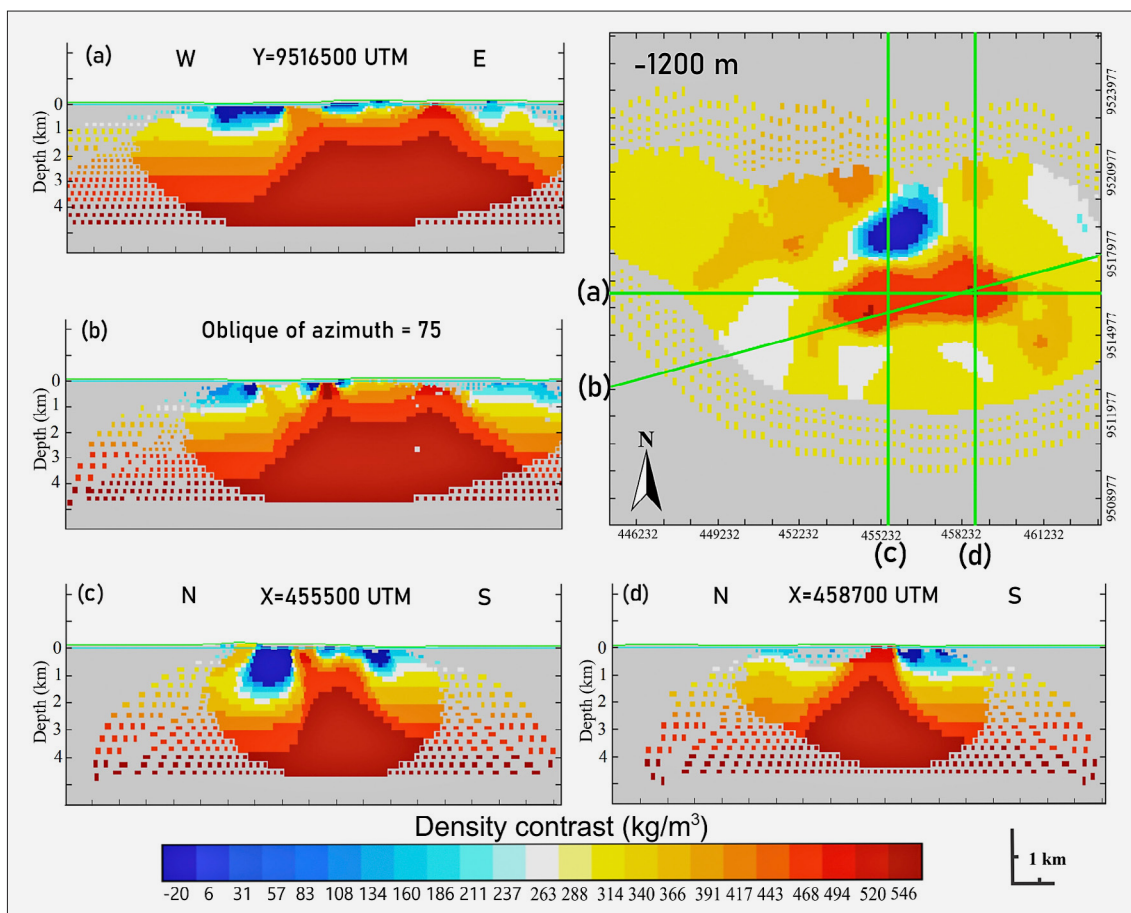 (a) W Y=9516500 UTM E
0
1
2
3
4
Depth (km)
(b) Oblique of azimuth = 75
0
1
2
3
4
Depth (km)
-1200 m
(a)
(b)
N
9523977
9520977
9517977
9514977
9511977
9508977
446232 449232 452232 455232 458232 461232
(c) (d)
(c) N X=455500 UTM S
0
1
2
3
4
Depth (km)
(d) N X=458700 UTM S
0
1
2
3
4
Depth (km)
Density contrast (kg/m³)
-20 6 31 57 83 108 134 160 186 211 237 263 288 314 340 366 391 417 443 468 494 520 546
1 km